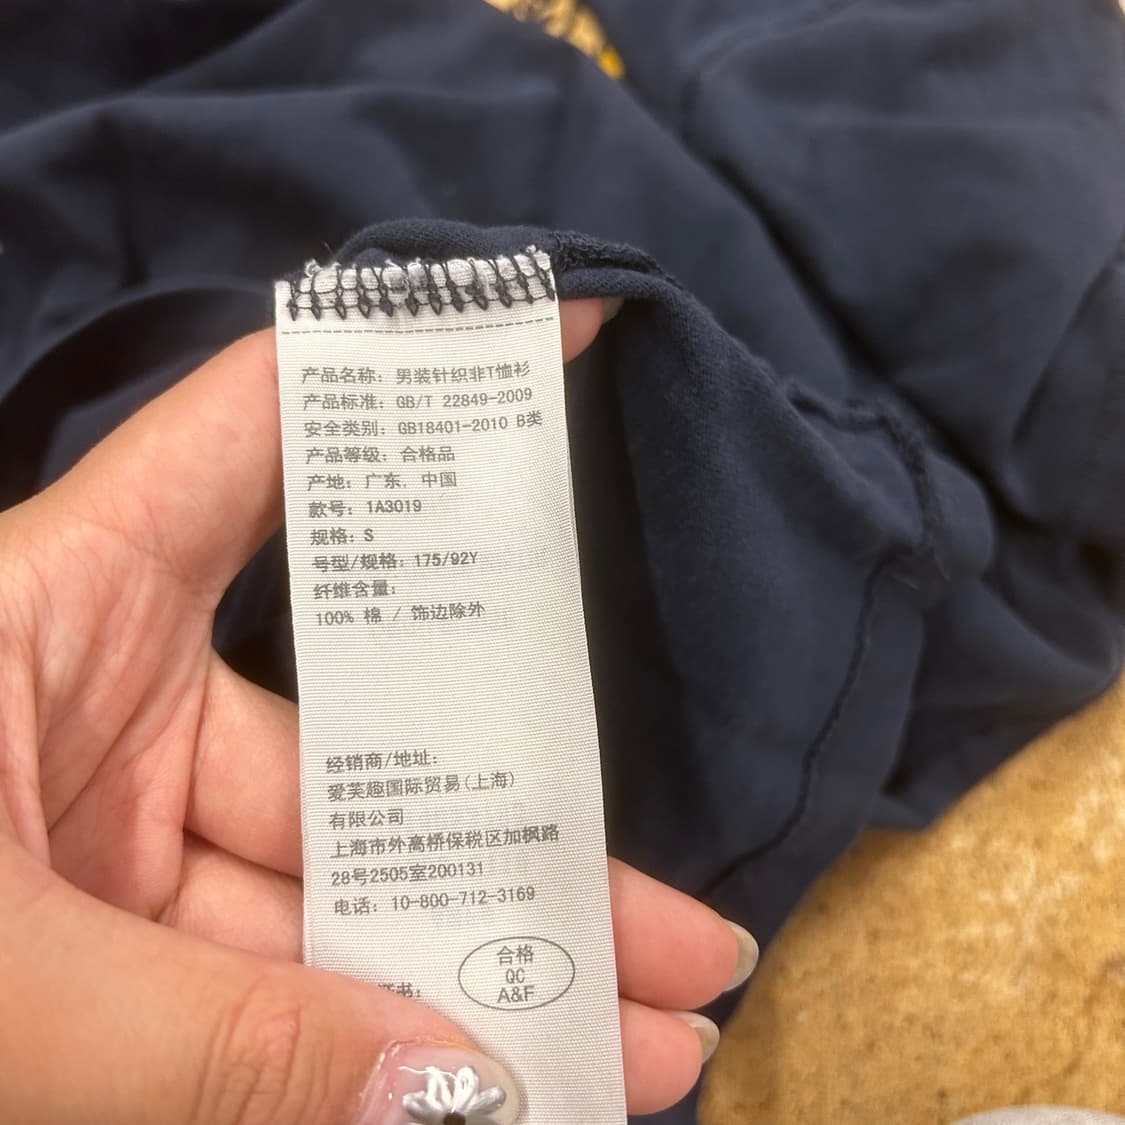 产品名称: 男装针织非T恤衫
产品标准: GB/T 22849-2009
安全类别: GB18401-2010 B类
产品等级: 合格品
产地: 广东. 中国
款号: 1A3019
规格: S
号型/规格: 175/92Y
纤维含量:
100% 棉 / 饰边除外
经销商/地址:
爱芙趣国际贸易(上海)
有限公司
上海市外高桥保税区加枫路
28号2505室200131
电话: 10-800-712-3169
合格
QC
A&F
证书: